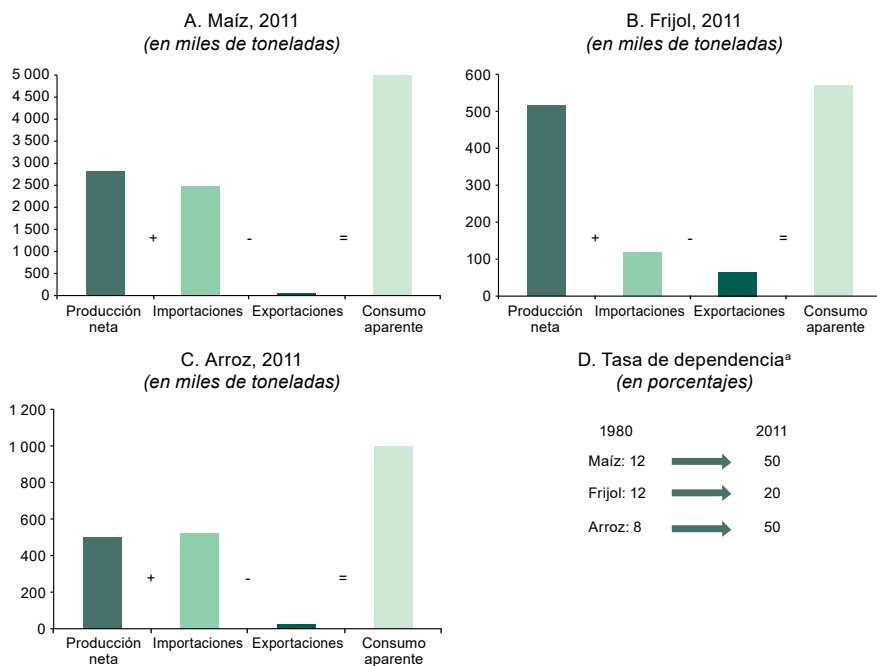 A. Maíz, 2011
(en miles de toneladas)
5 000
4 500
4 000
3 500
3 000
2 500
2 000
1 500
1 000
500
0
+ - =
Producción neta
Importaciones
Exportaciones
Consumo aparente
B. Frijol, 2011
(en miles de toneladas)
600
500
400
300
200
100
0
+ - =
Producción neta
Importaciones
Exportaciones
Consumo aparente
C. Arroz, 2011
(en miles de toneladas)
1 200
1 000
800
600
400
200
0
+ - =
Producción neta
Importaciones
Exportaciones
Consumo aparente
D. Tasa de dependenciaª
(en porcentajes)
1980 2011
Maíz: 12 50
Frijol: 12 20
Arroz: 8 50